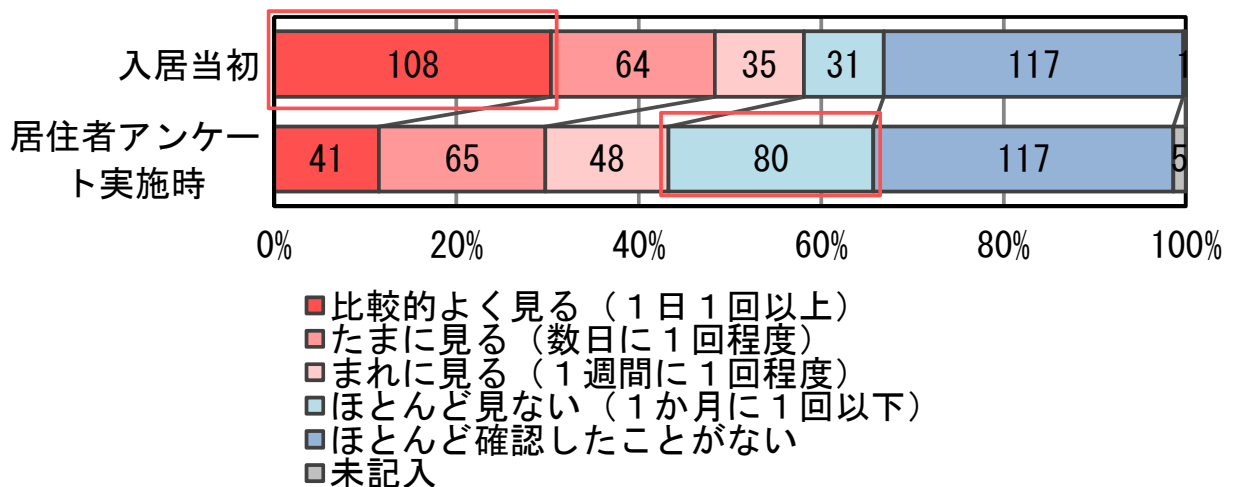 入居当初
108 64 35 31 117 1
居住者アンケー
ト実施時
41 65 48 80 117 5
0% 20% 40% 60% 80% 100%
比較的よく見る（１日１回以上）
たまに見る（数日に１回程度）
まれに見る（１週間に１回程度）
ほとんど見ない（１か月に１回以下）
ほとんど確認したことがない
未記入